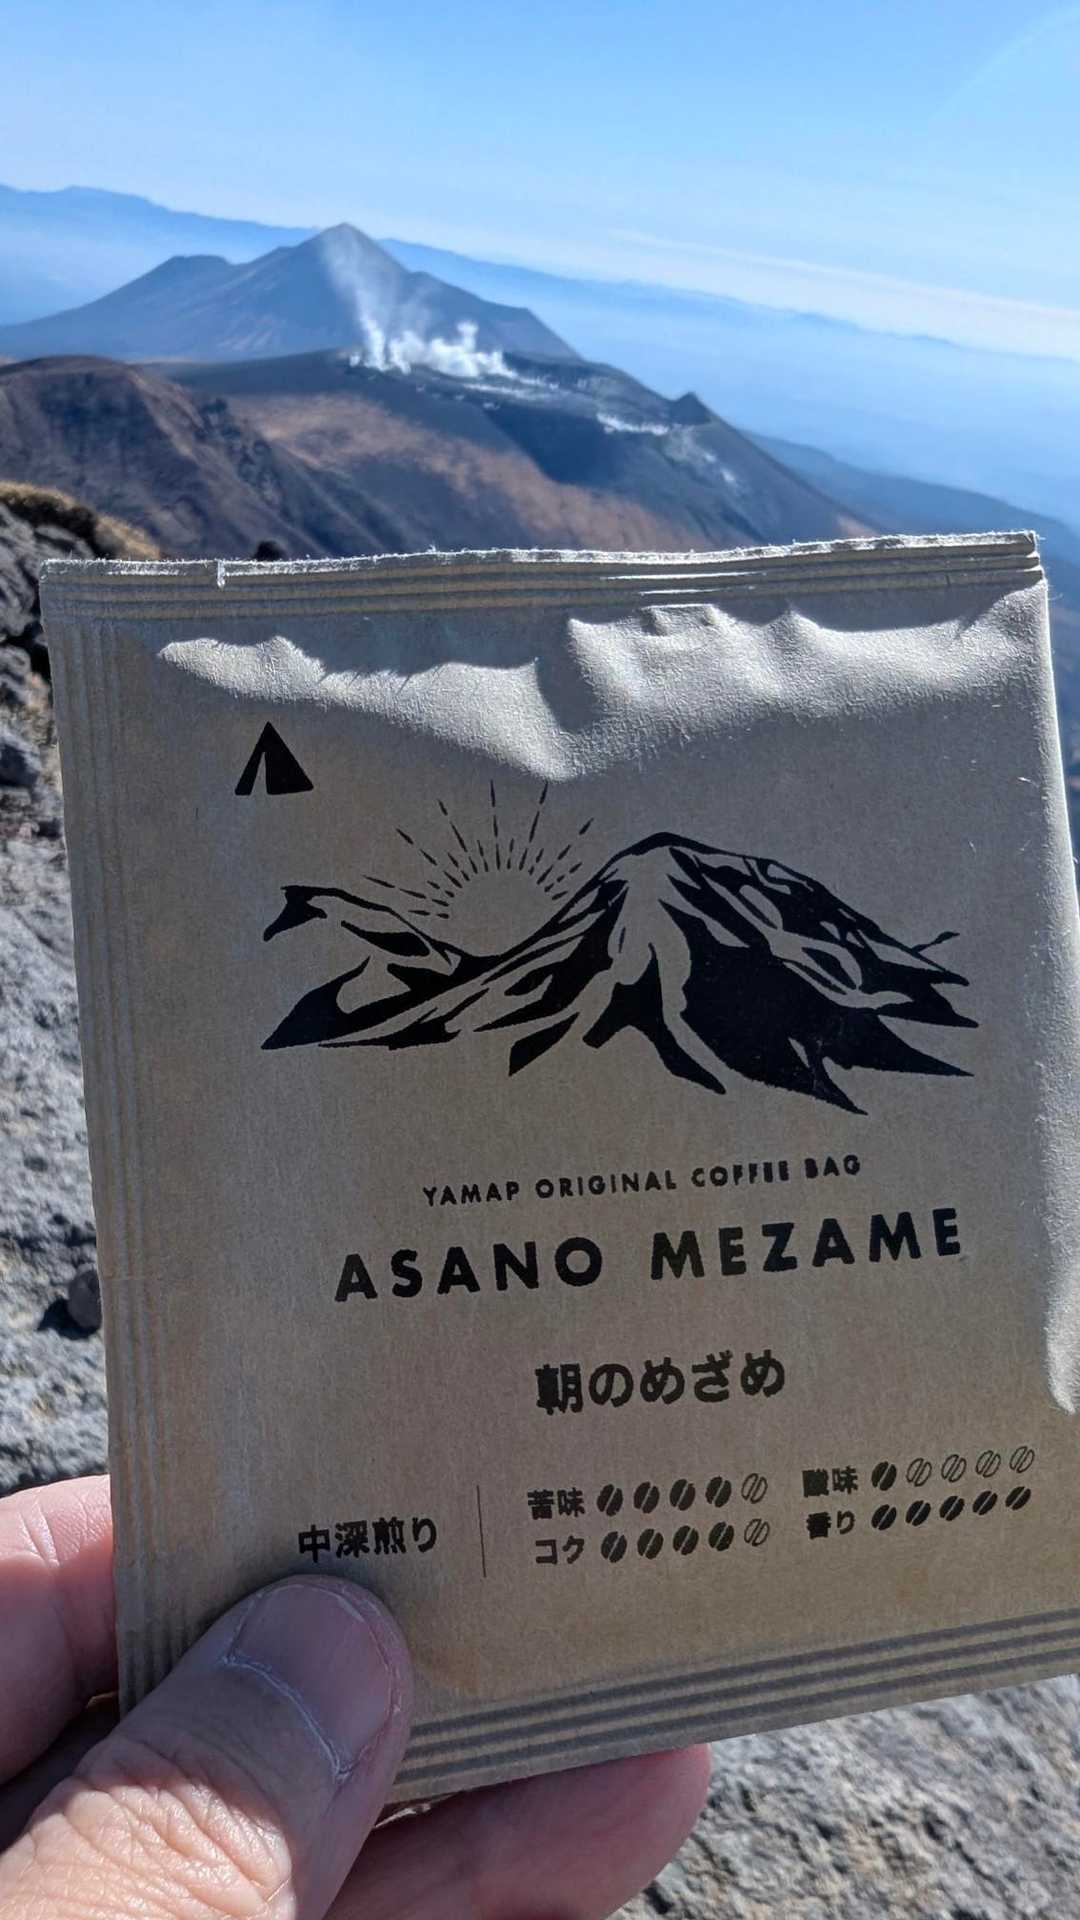 YAMAP ORIGINAL COFFEE BAG
ASANO MEZAME
朝のめざめ
中深煎り
苦味
酸味
コク
香り